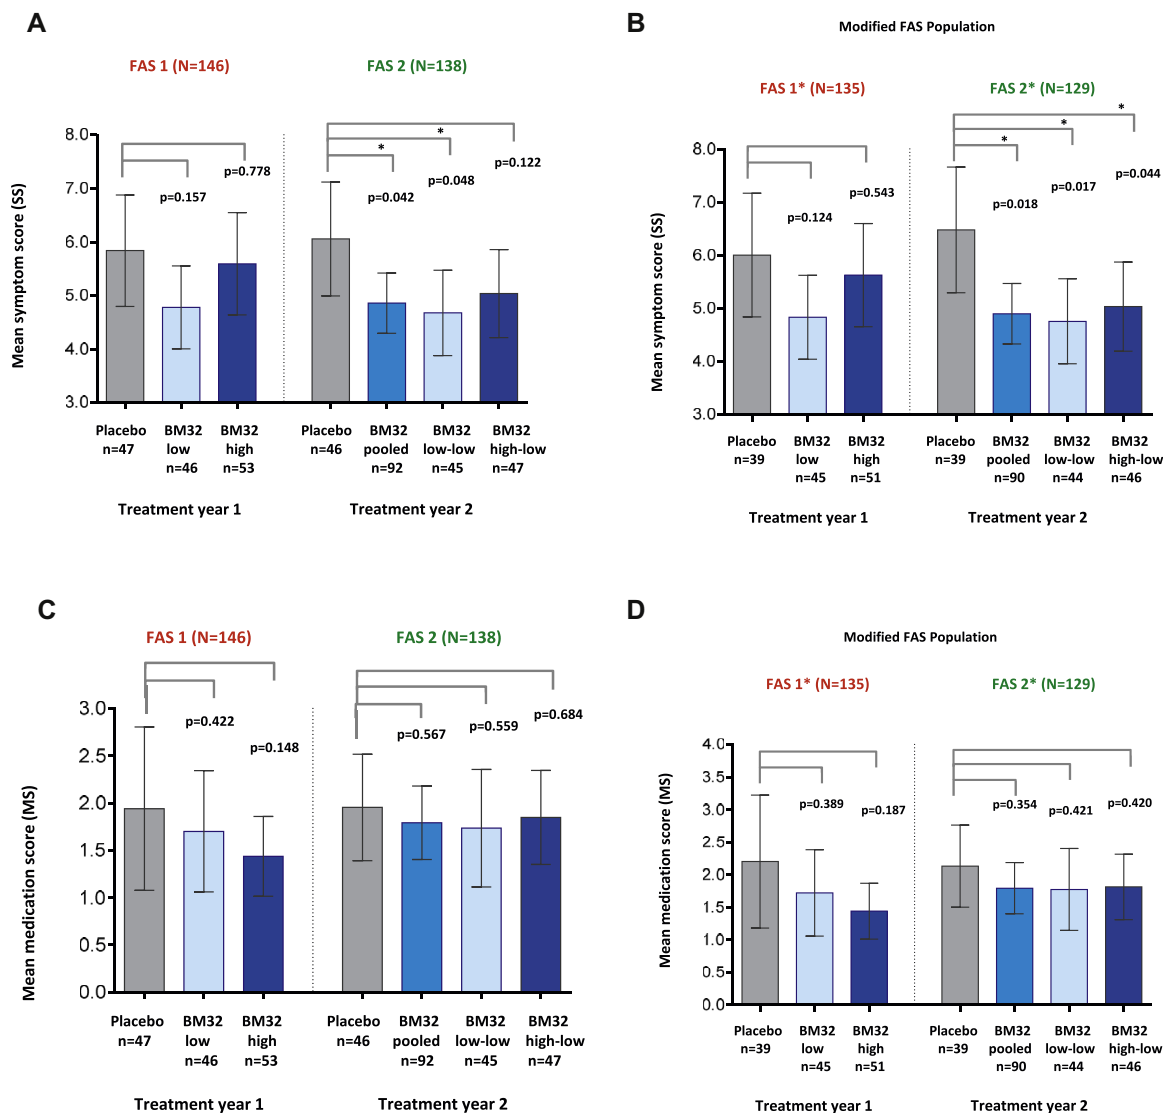 A
FAS 1 (N=146)
FAS 2 (N=138)
Mean symptom score (SS)
8.0
7.0
6.0
5.0
4.0
3.0
p=0.157
p=0.778
*
*
p=0.042
p=0.048
p=0.122
Placebo
n=47
BM32
low
n=46
BM32
high
n=53
Placebo
n=46
BM32
pooled
n=92
BM32
low-low
n=45
BM32
high-low
n=47
Treatment year 1
Treatment year 2
B
Modified FAS Population
FAS 1* (N=135)
FAS 2* (N=129)
Mean symptom score (SS)
8.0
7.0
6.0
5.0
4.0
3.0
p=0.124
p=0.543
*
*
*
p=0.018
p=0.017
p=0.044
Placebo
n=39
BM32
low
n=45
BM32
high
n=51
Placebo
n=39
BM32
pooled
n=90
BM32
low-low
n=44
BM32
high-low
n=46
Treatment year 1
Treatment year 2
C
FAS 1 (N=146)
FAS 2 (N=138)
Mean medication score (MS)
3.0
2.5
2.0
1.5
1.0
0.5
0.0
p=0.422
p=0.148
p=0.567
p=0.559
p=0.684
Placebo
n=47
BM32
low
n=46
BM32
high
n=53
Placebo
n=46
BM32
pooled
n=92
BM32
low-low
n=45
BM32
high-low
n=47
Treatment year 1
Treatment year 2
D
Modified FAS Population
FAS 1* (N=135)
FAS 2* (N=129)
Mean medication score (MS)
4.0
3.5
3.0
2.5
2.0
1.5
1.0
0.5
0.0
p=0.389
p=0.187
p=0.354
p=0.421
p=0.420
Placebo
n=39
BM32
low
n=45
BM32
high
n=51
Placebo
n=39
BM32
pooled
n=90
BM32
low-low
n=44
BM32
high-low
n=46
Treatment year 1
Treatment year 2